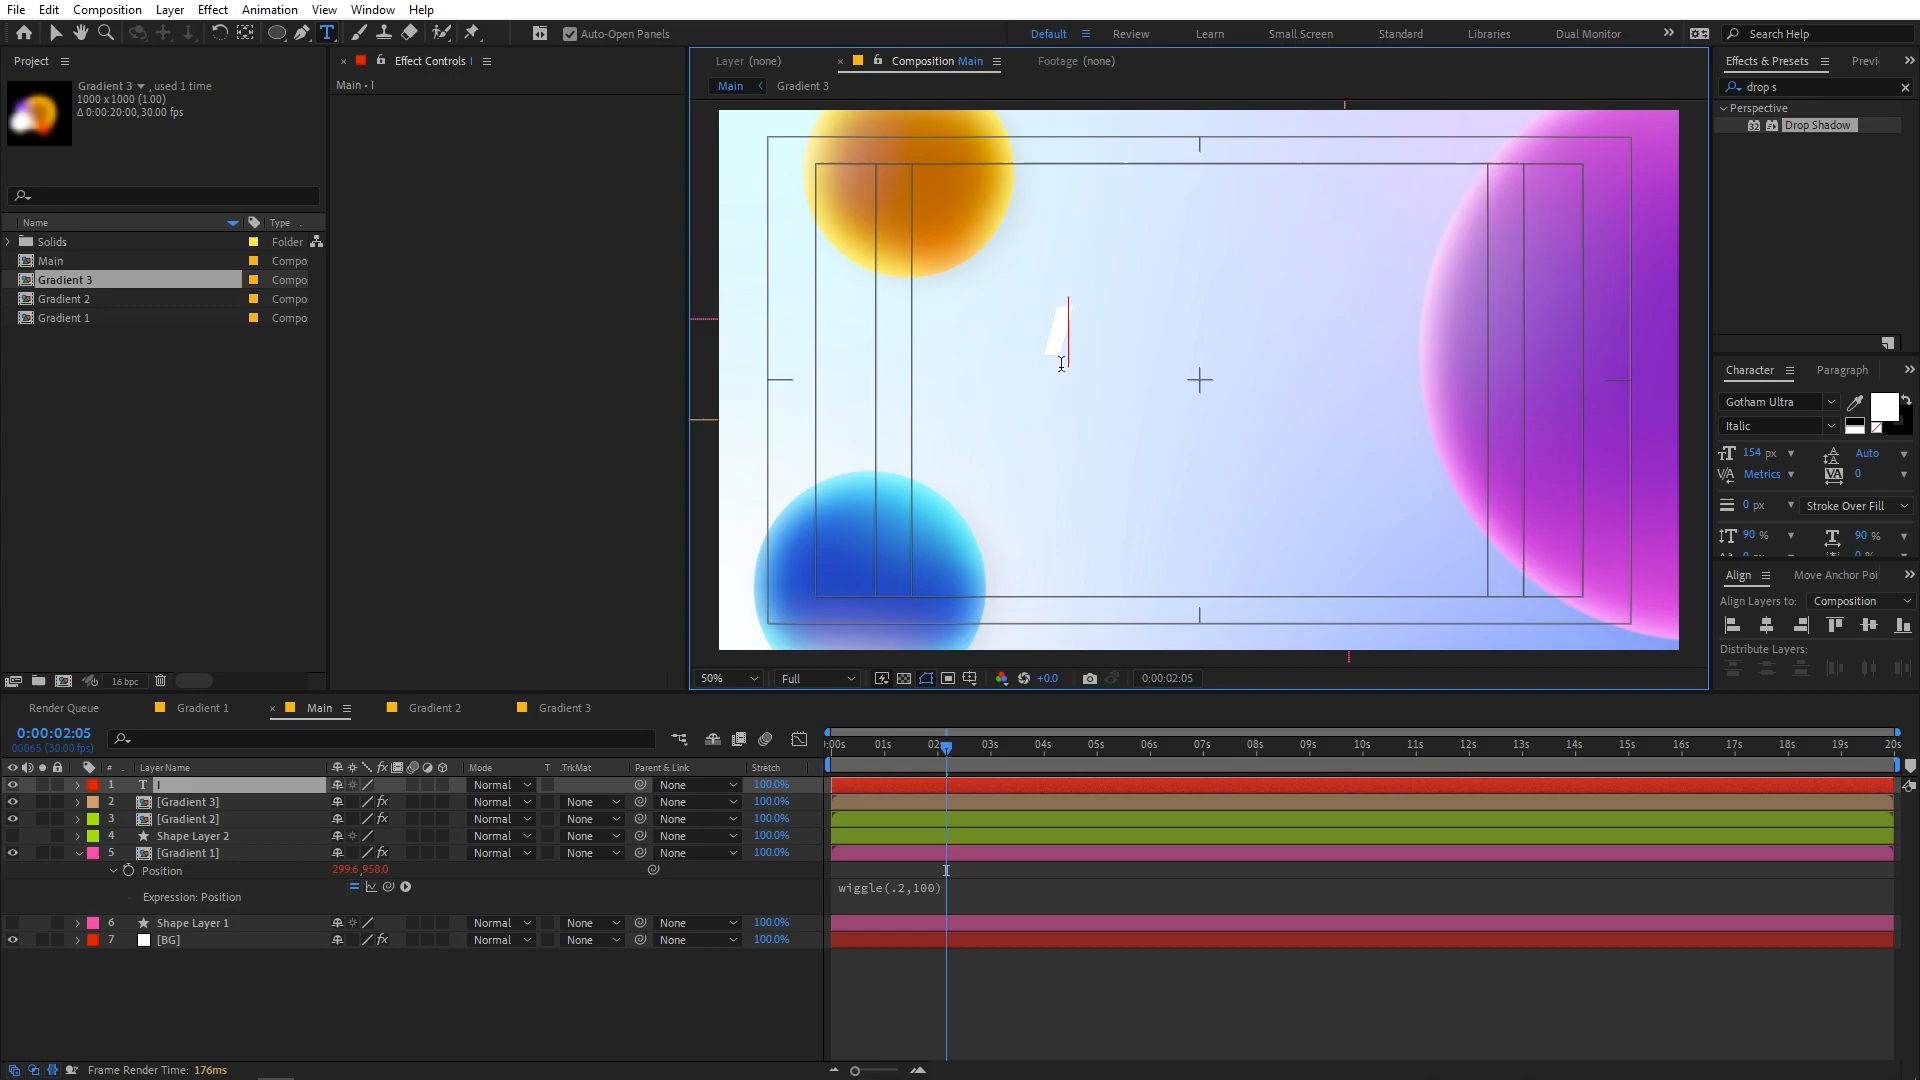 File Edit Composition Layer Effect Animation View Window Help
Auto-Open Panels
Default Review Learn Small Screen Standard Libraries Dual Monitor Search Help
Project
Gradient 3 , used 1 time
1000 x 1000 (1.00)
Δ 0:00:20:00, 30.00 fps
Name Type
Solids Folder
Main Compo
Gradient 3 Compo
Gradient 2 Compo
Gradient 1 Compo
16 bpc
Effect Controls I
Main • I
Layer (none) Composition Main Footage (none)
Main Gradient 3
I
50% Full +0.0 0:00:02:05
Effects & Presets Previ
drop s
Perspective
32 Drop Shadow
Character Paragraph
Gotham Ultra
Italic
154 px Auto
Metrics 0
0 px Stroke Over Fill
90 % 90 %
Align Move Anchor Poi
Align Layers to: Composition
Distribute Layers:
Render Queue Gradient 1 Main Gradient 2 Gradient 3
0:00:02:05
00065 (30.00 fps)
:00s 01s 02 03s 04s 05s 06s 07s 08s 09s 10s 11s 12s 13s 14s 15s 16s 17s 18s 19s 20s
# Layer Name Mode T .TrkMat Parent & Link Stretch
1 T I Normal None 100.0%
2 [Gradient 3] fx Normal None None 100.0%
3 [Gradient 2] fx Normal None None 100.0%
4 Shape Layer 2 Normal None None 100.0%
5 [Gradient 1] fx Normal None None 100.0%
Position 299.6,958.0
Expression: Position wiggle(.2,100)
6 Shape Layer 1 Normal None None 100.0%
7 [BG] fx Normal None None 100.0%
Frame Render Time: 176ms